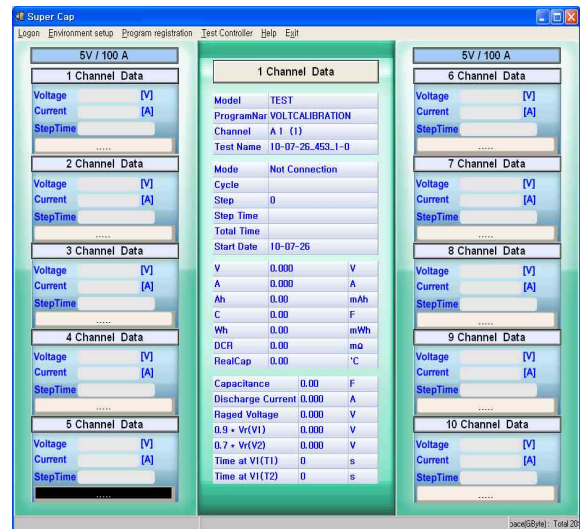 Super Cap
Logon Environment setup Program registration Test Controller Help Exit
5V / 100 A
1 Channel Data
Voltage [V]
Current [A]
StepTime
.....
2 Channel Data
Voltage [V]
Current [A]
StepTime
.....
3 Channel Data
Voltage [V]
Current [A]
StepTime
.....
4 Channel Data
Voltage [V]
Current [A]
StepTime
.....
5 Channel Data
Voltage [V]
Current [A]
StepTime
.....
1 Channel Data
Model TEST
ProgramNar VOLTCALIBRATION
Channel A 1 (1)
Test Name 10-07-26_453_1-0
Mode Not Connection
Cycle
Step 0
Step Time
Total Time
Start Date 10-07-26
V 0.000 V
A 0.000 A
Ah 0.00 mAh
C 0.00 F
Wh 0.00 mWh
DCR 0.00 mΩ
RealCap 0.00 'C
Capacitance 0.00 F
Discharge Current 0.000 A
Raged Voltage 0.000 V
0.9 * Vr(V1) 0.000 V
0.7 * Vr(V2) 0.000 V
Time at V1(T1) 0 s
Time at V1(T2) 0 s
5V / 100 A
6 Channel Data
Voltage [V]
Current [A]
StepTime
.....
7 Channel Data
Voltage [V]
Current [A]
StepTime
.....
8 Channel Data
Voltage [V]
Current [A]
StepTime
.....
9 Channel Data
Voltage [V]
Current [A]
StepTime
.....
10 Channel Data
Voltage [V]
Current [A]
StepTime
.....
pace(GByte) : Total 20